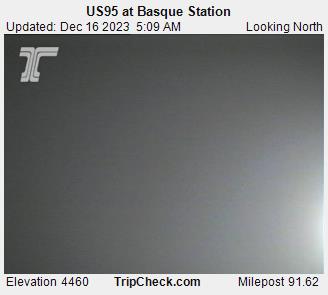 US95 at Basque Station
Updated: Dec 16 2023 5:09 AM Looking North
Elevation 4460 TripCheck.com Milepost 91.62